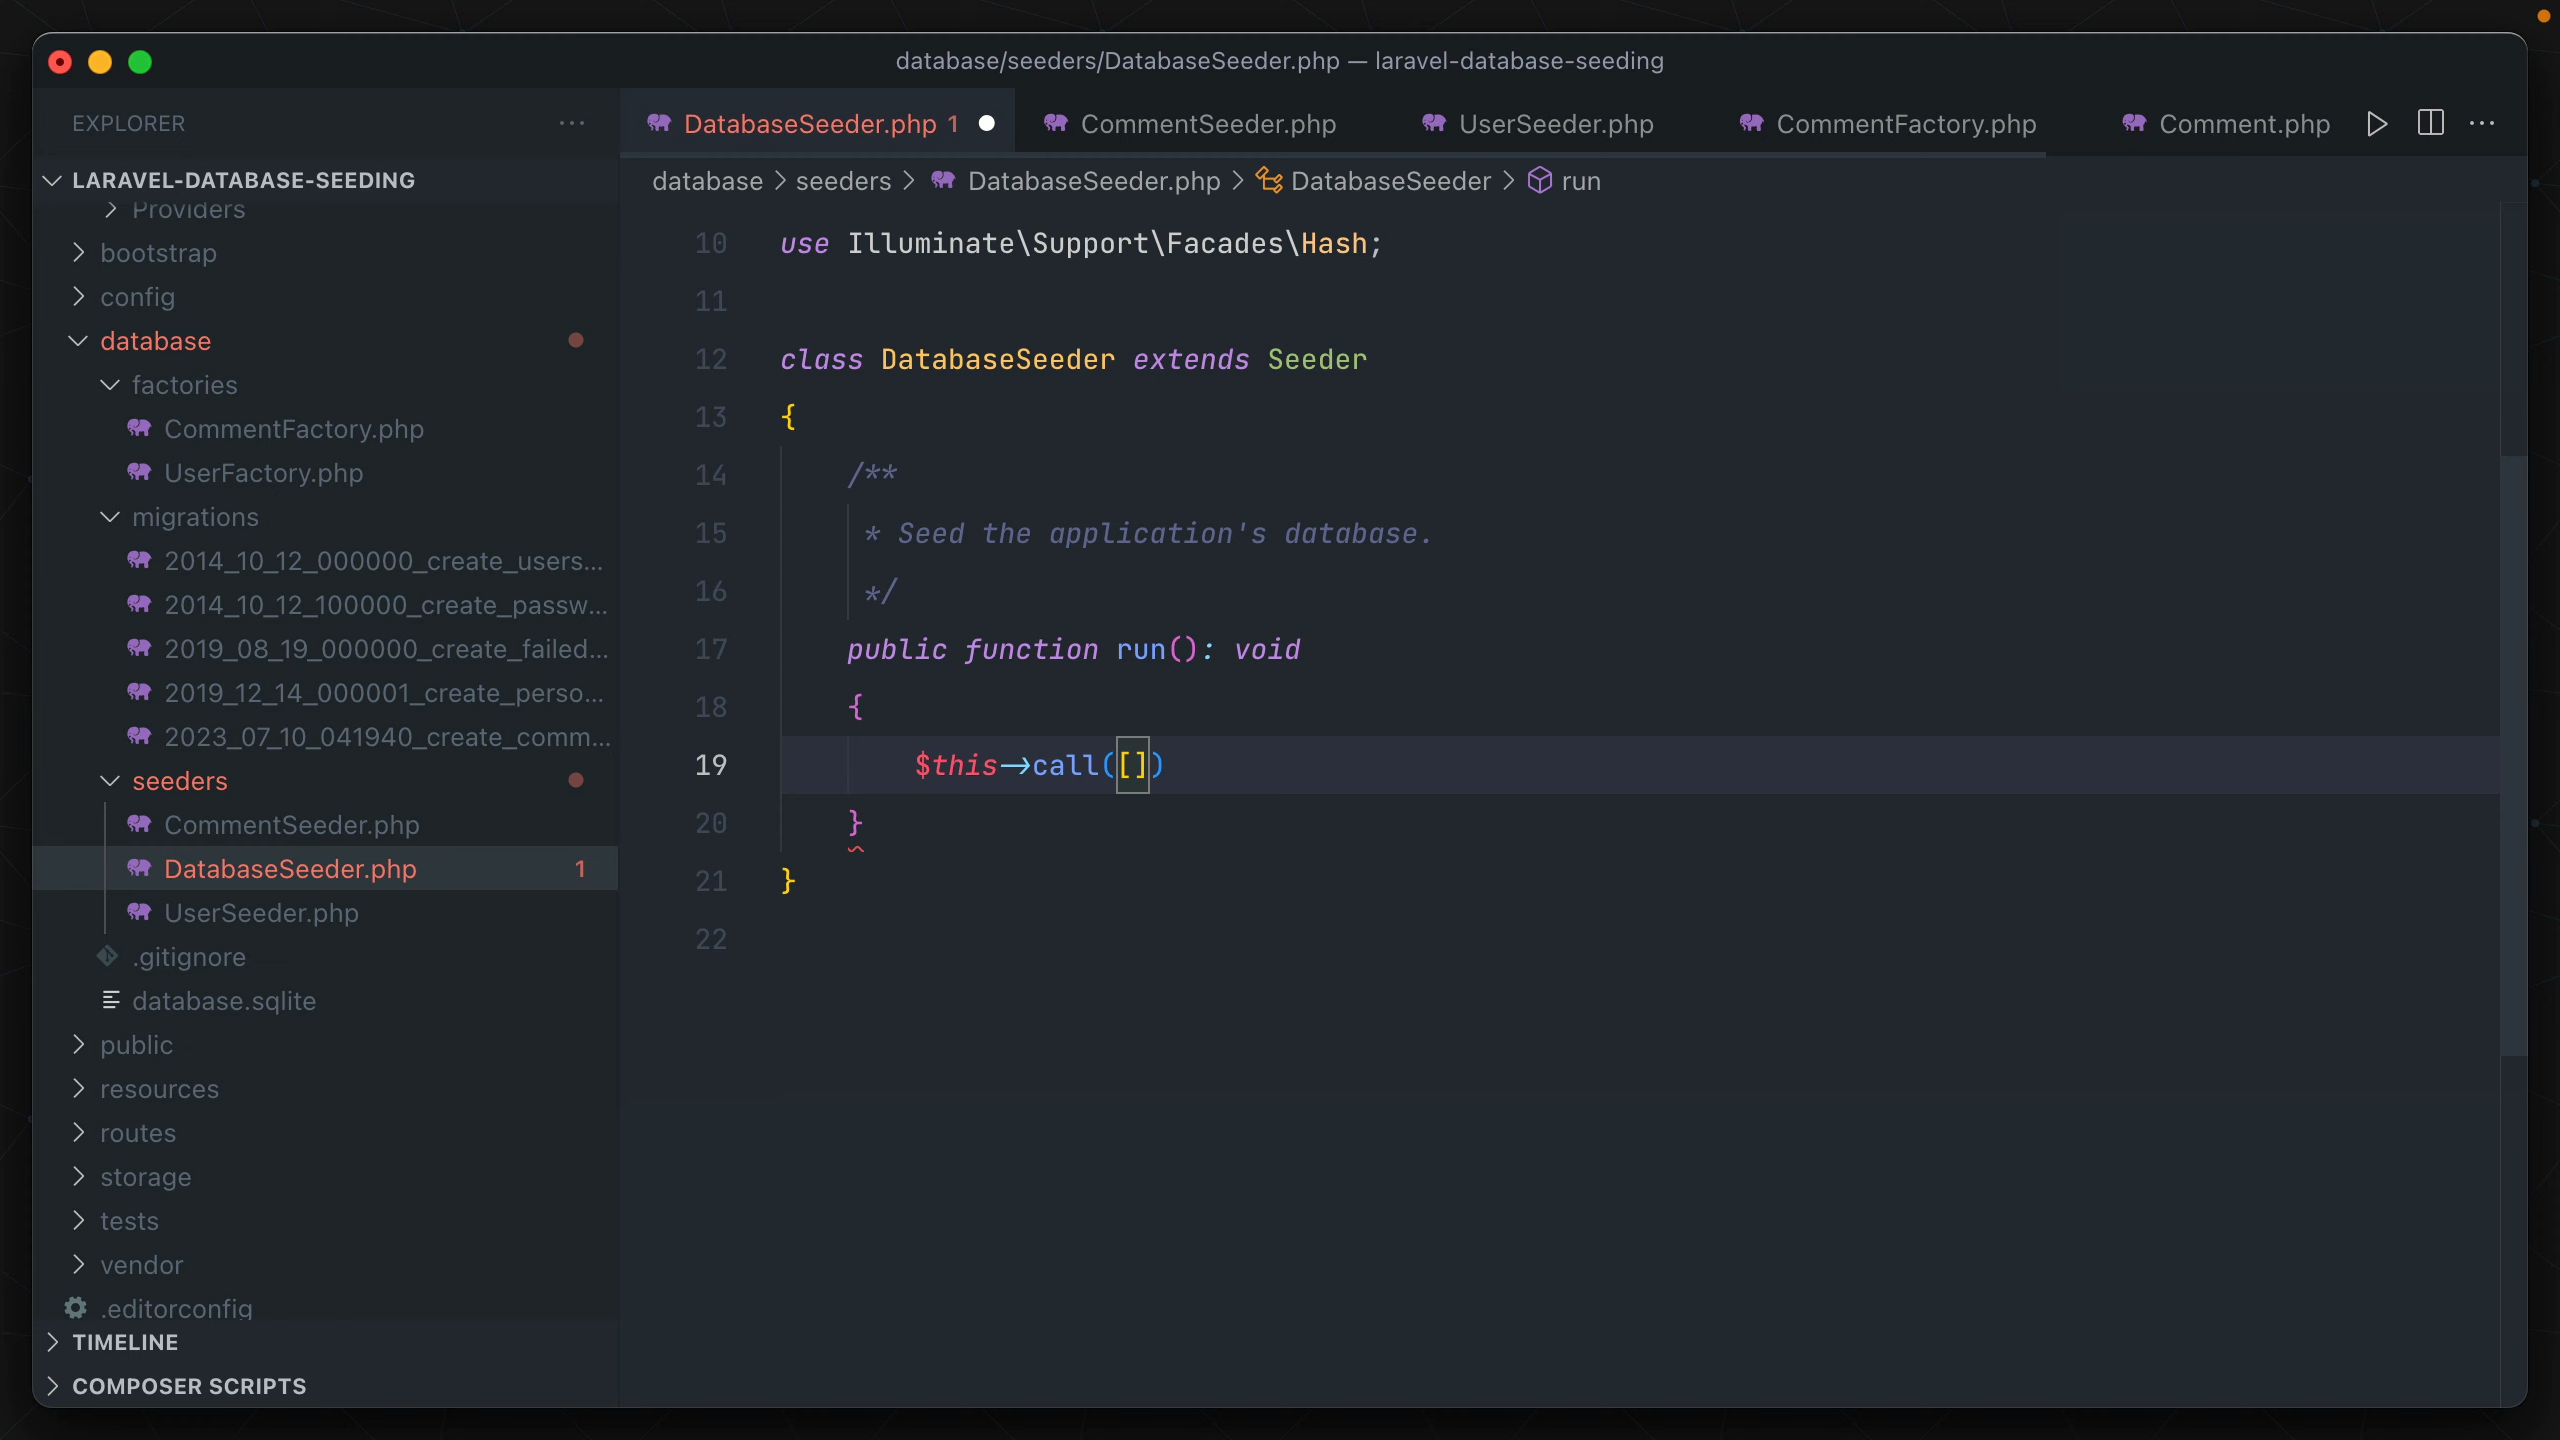 database/seeders/DatabaseSeeder.php — laravel-database-seeding
EXPLORER
LARAVEL-DATABASE-SEEDING
Providers
bootstrap
config
database
factories
CommentFactory.php
UserFactory.php
migrations
2014_10_12_000000_create_users...
2014_10_12_100000_create_passw...
2019_08_19_000000_create_failed...
2019_12_14_000001_create_perso...
2023_07_10_041940_create_comm...
seeders
CommentSeeder.php
DatabaseSeeder.php 1
UserSeeder.php
.gitignore
database.sqlite
public
resources
routes
storage
tests
vendor
.editorconfig
TIMELINE
COMPOSER SCRIPTS
DatabaseSeeder.php 1 CommentSeeder.php UserSeeder.php CommentFactory.php Comment.php
database > seeders > DatabaseSeeder.php > DatabaseSeeder > run
10 use Illuminate\Support\Facades\Hash;
11
12 class DatabaseSeeder extends Seeder
13 {
14 /**
15 * Seed the application's database.
16 */
17 public function run(): void
18 {
19 $this->call([])
20 }
21 }
22